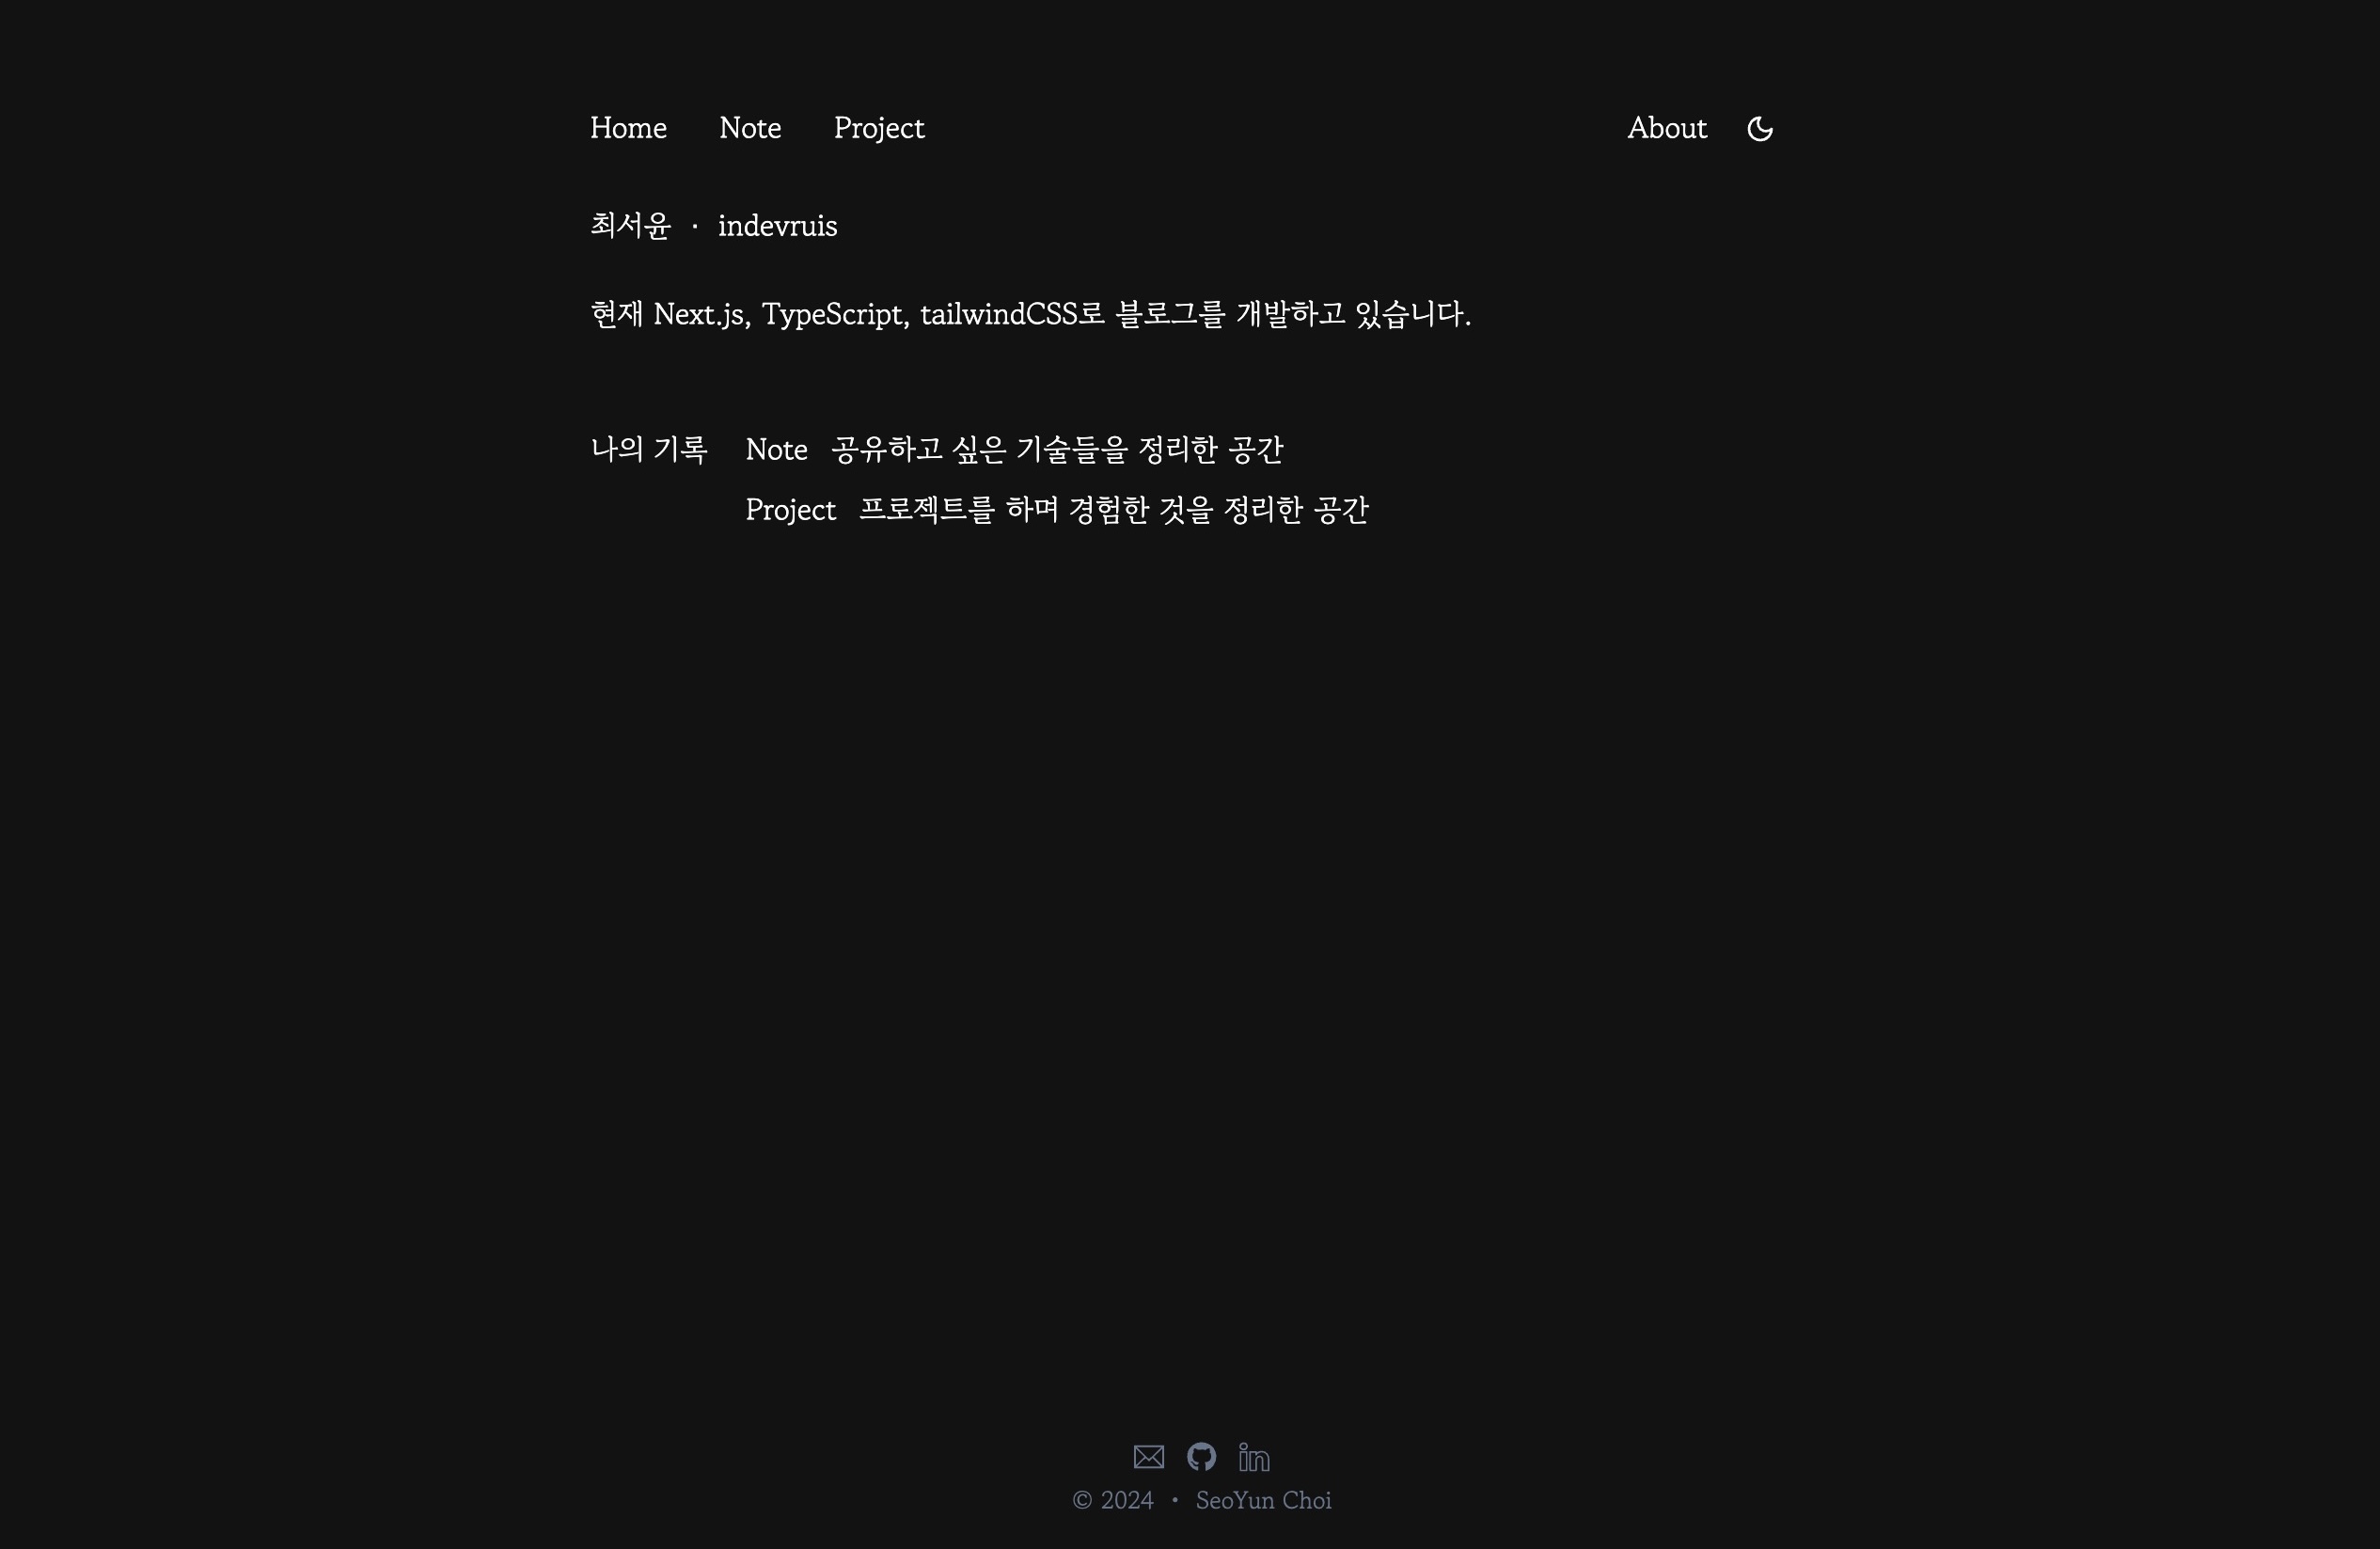 Home Note Project About
최서윤 · indevruis
현재 Next.js, TypeScript, tailwindCSS로 블로그를 개발하고 있습니다.
나의 기록 Note 공유하고 싶은 기술들을 정리한 공간
Project 프로젝트를 하며 경험한 것을 정리한 공간
in
© 2024 • SeoYun Choi